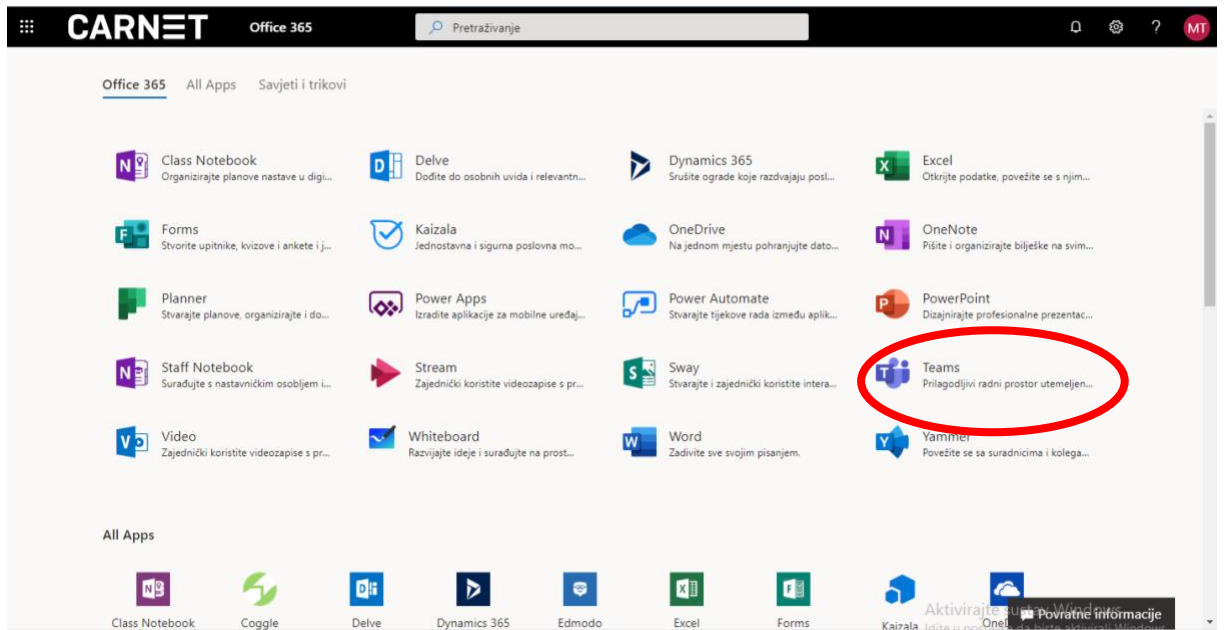 CARNET Office 365 Pretraživanje ? MT
Office 365 All Apps Savjeti i trikovi
Class Notebook
Organizirajte planove nastave u digi...
Delve
Dođite do osobnih uvida i relevantn...
Dynamics 365
Srušite ograde koje razdvajaju posl...
Excel
Otkrijte podatke, povežite se s njim...
Forms
Stvorite upitnike, kvizove i ankete i j...
Kaizala
Jednostavna i sigurna poslovna mo...
OneDrive
Na jednom mjestu pohranjujte dato...
OneNote
Pišite i organizirajte bilješke na svim...
Planner
Stvarajte planove, organizirajte i do...
Power Apps
Izradite aplikacije za mobilne uređaj...
Power Automate
Stvarajte tijekove rada između aplik...
PowerPoint
Dizajnirajte profesionalne prezentac...
Staff Notebook
Surađujte s nastavničkim osobljem i...
Stream
Zajednički koristite videozapise s pr...
Sway
Stvarajte i zajednički koristite intera...
Teams
Prilagodljivi radni prostor utemeljen...
Video
Zajednički koristite videozapise s pr...
Whiteboard
Razvijajte ideje i surađujte na prost...
Word
Zadivite sve svojim pisanjem.
Yammer
Povežite se sa suradnicima i kolega...
All Apps
Class Notebook Coggle Delve Dynamics 365 Edmodo Excel Forms Kaizala
Aktivirajte
Povratne informacije